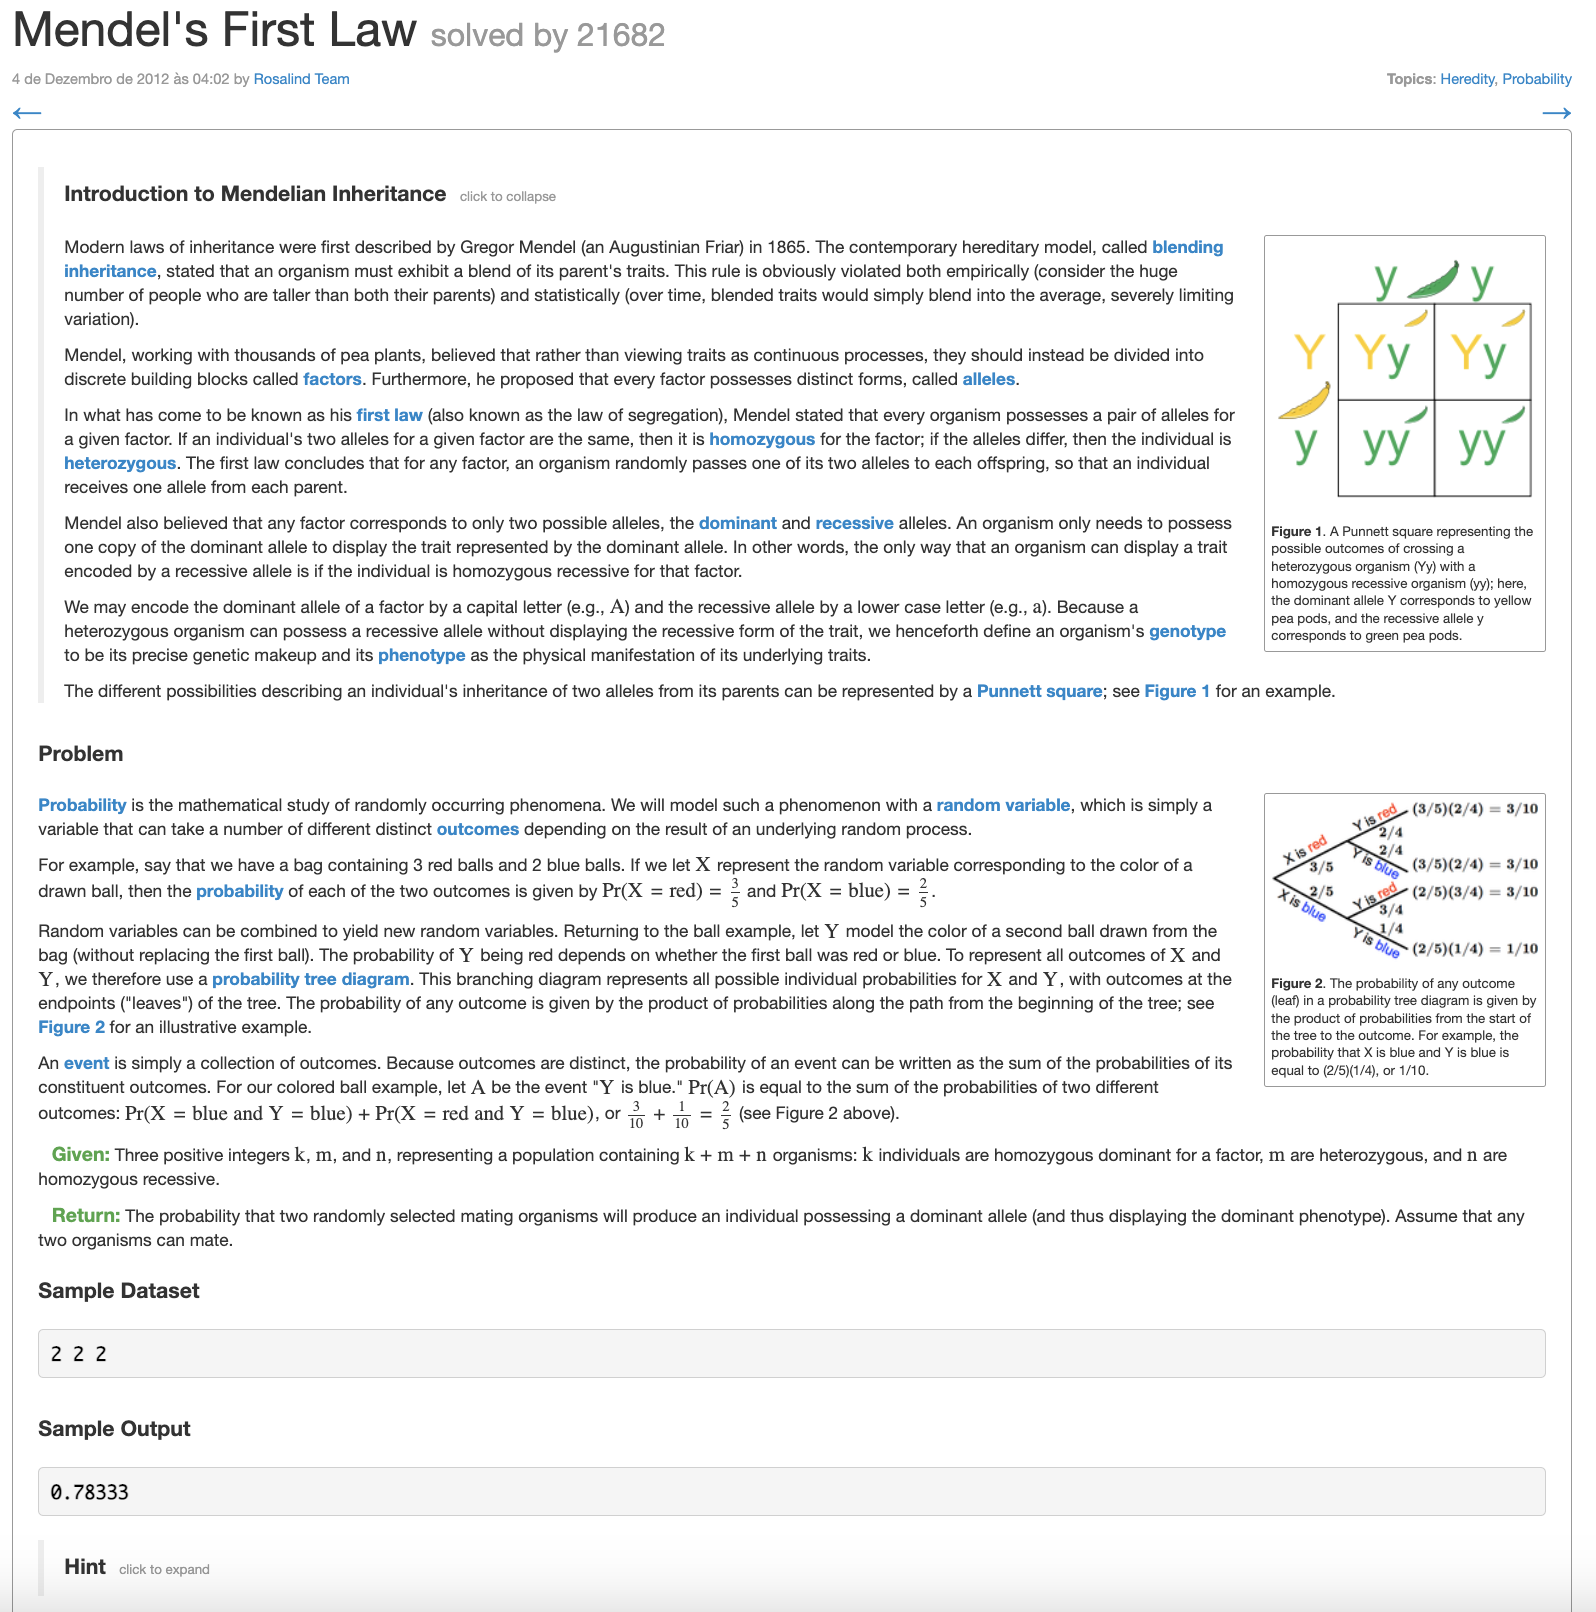 Mendel's First Law solved by 21682
4 de Dezembro de 2012 às 04:02 by Rosalind Team
Topics: Heredity, Probability
←
→
Introduction to Mendelian Inheritance click to collapse
Modern laws of inheritance were first described by Gregor Mendel (an Augustinian Friar) in 1865. The contemporary hereditary model, called blending
inheritance, stated that an organism must exhibit a blend of its parent's traits. This rule is obviously violated both empirically (consider the huge
number of people who are taller than both their parents) and statistically (over time, blended traits would simply blend into the average, severely limiting
variation).
Mendel, working with thousands of pea plants, believed that rather than viewing traits as continuous processes, they should instead be divided into
discrete building blocks called factors. Furthermore, he proposed that every factor possesses distinct forms, called alleles.
In what has come to be known as his first law (also known as the law of segregation), Mendel stated that every organism possesses a pair of alleles for
a given factor. If an individual's two alleles for a given factor are the same, then it is homozygous for the factor; if the alleles differ, then the individual is
heterozygous. The first law concludes that for any factor, an organism randomly passes one of its two alleles to each offspring, so that an individual
receives one allele from each parent.
Mendel also believed that any factor corresponds to only two possible alleles, the dominant and recessive alleles. An organism only needs to possess
one copy of the dominant allele to display the trait represented by the dominant allele. In other words, the only way that an organism can display a trait
encoded by a recessive allele is if the individual is homozygous recessive for that factor.
We may encode the dominant allele of a factor by a capital letter (e.g., A) and the recessive allele by a lower case letter (e.g., a). Because a
heterozygous organism can possess a recessive allele without displaying the recessive form of the trait, we henceforth define an organism's genotype
to be its precise genetic makeup and its phenotype as the physical manifestation of its underlying traits.
The different possibilities describing an individual's inheritance of two alleles from its parents can be represented by a Punnett square; see Figure 1 for an example.
y y
Y Yy Yy
y yy yy
Figure 1. A Punnett square representing the
possible outcomes of crossing a
heterozygous organism (Yy) with a
homozygous recessive organism (yy); here,
the dominant allele Y corresponds to yellow
pea pods, and the recessive allele y
corresponds to green pea pods.
Problem
Probability is the mathematical study of randomly occurring phenomena. We will model such a phenomenon with a random variable, which is simply a
variable that can take a number of different distinct outcomes depending on the result of an underlying random process.
For example, say that we have a bag containing 3 red balls and 2 blue balls. If we let X represent the random variable corresponding to the color of a
drawn ball, then the probability of each of the two outcomes is given by Pr(X = red) = 3/5 and Pr(X = blue) = 2/5.
Random variables can be combined to yield new random variables. Returning to the ball example, let Y model the color of a second ball drawn from the
bag (without replacing the first ball). The probability of Y being red depends on whether the first ball was red or blue. To represent all outcomes of X and
Y, we therefore use a probability tree diagram. This branching diagram represents all possible individual probabilities for X and Y, with outcomes at the
endpoints ("leaves") of the tree. The probability of any outcome is given by the product of probabilities along the path from the beginning of the tree; see
Figure 2 for an illustrative example.
An event is simply a collection of outcomes. Because outcomes are distinct, the probability of an event can be written as the sum of the probabilities of its
constituent outcomes. For our colored ball example, let A be the event "Y is blue." Pr(A) is equal to the sum of the probabilities of two different
outcomes: Pr(X = blue and Y = blue) + Pr(X = red and Y = blue), or 3/10 + 1/10 = 2/5 (see Figure 2 above).
X is red
3/5
2/5
X is blue
Y is red
2/4
(3/5)(2/4) = 3/10
2/4
Y is blue
(3/5)(2/4) = 3/10
Y is red
3/4
(2/5)(3/4) = 3/10
1/4
Y is blue
(2/5)(1/4) = 1/10
Figure 2. The probability of any outcome
(leaf) in a probability tree diagram is given by
the product of probabilities from the start of
the tree to the outcome. For example, the
probability that X is blue and Y is blue is
equal to (2/5)(1/4), or 1/10.
Given: Three positive integers k, m, and n, representing a population containing k + m + n organisms: k individuals are homozygous dominant for a factor, m are heterozygous, and n are
homozygous recessive.
Return: The probability that two randomly selected mating organisms will produce an individual possessing a dominant allele (and thus displaying the dominant phenotype). Assume that any
two organisms can mate.
Sample Dataset
2 2 2
Sample Output
0.78333
Hint click to expand